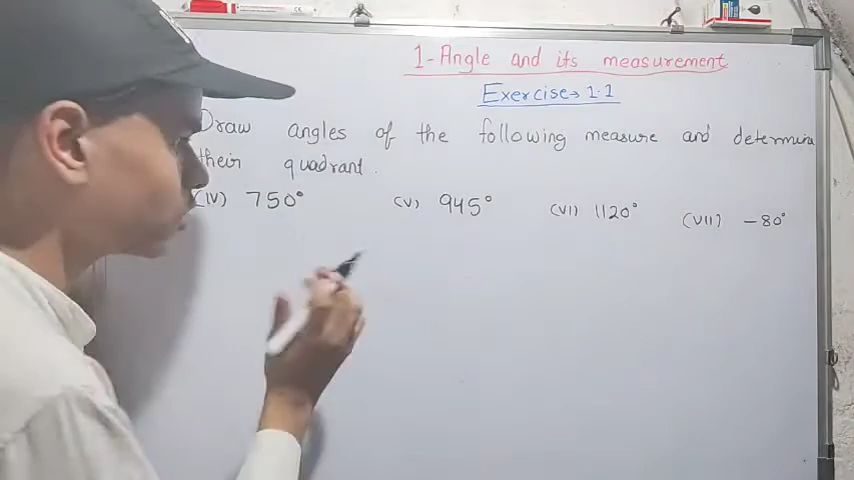 1-Angle and its measurement
Exercise→ 1.1
Draw angles of the following measure and determine
their quadrant.
(IV) 750° (V) 945° (VI) 1120° (VII) -80°